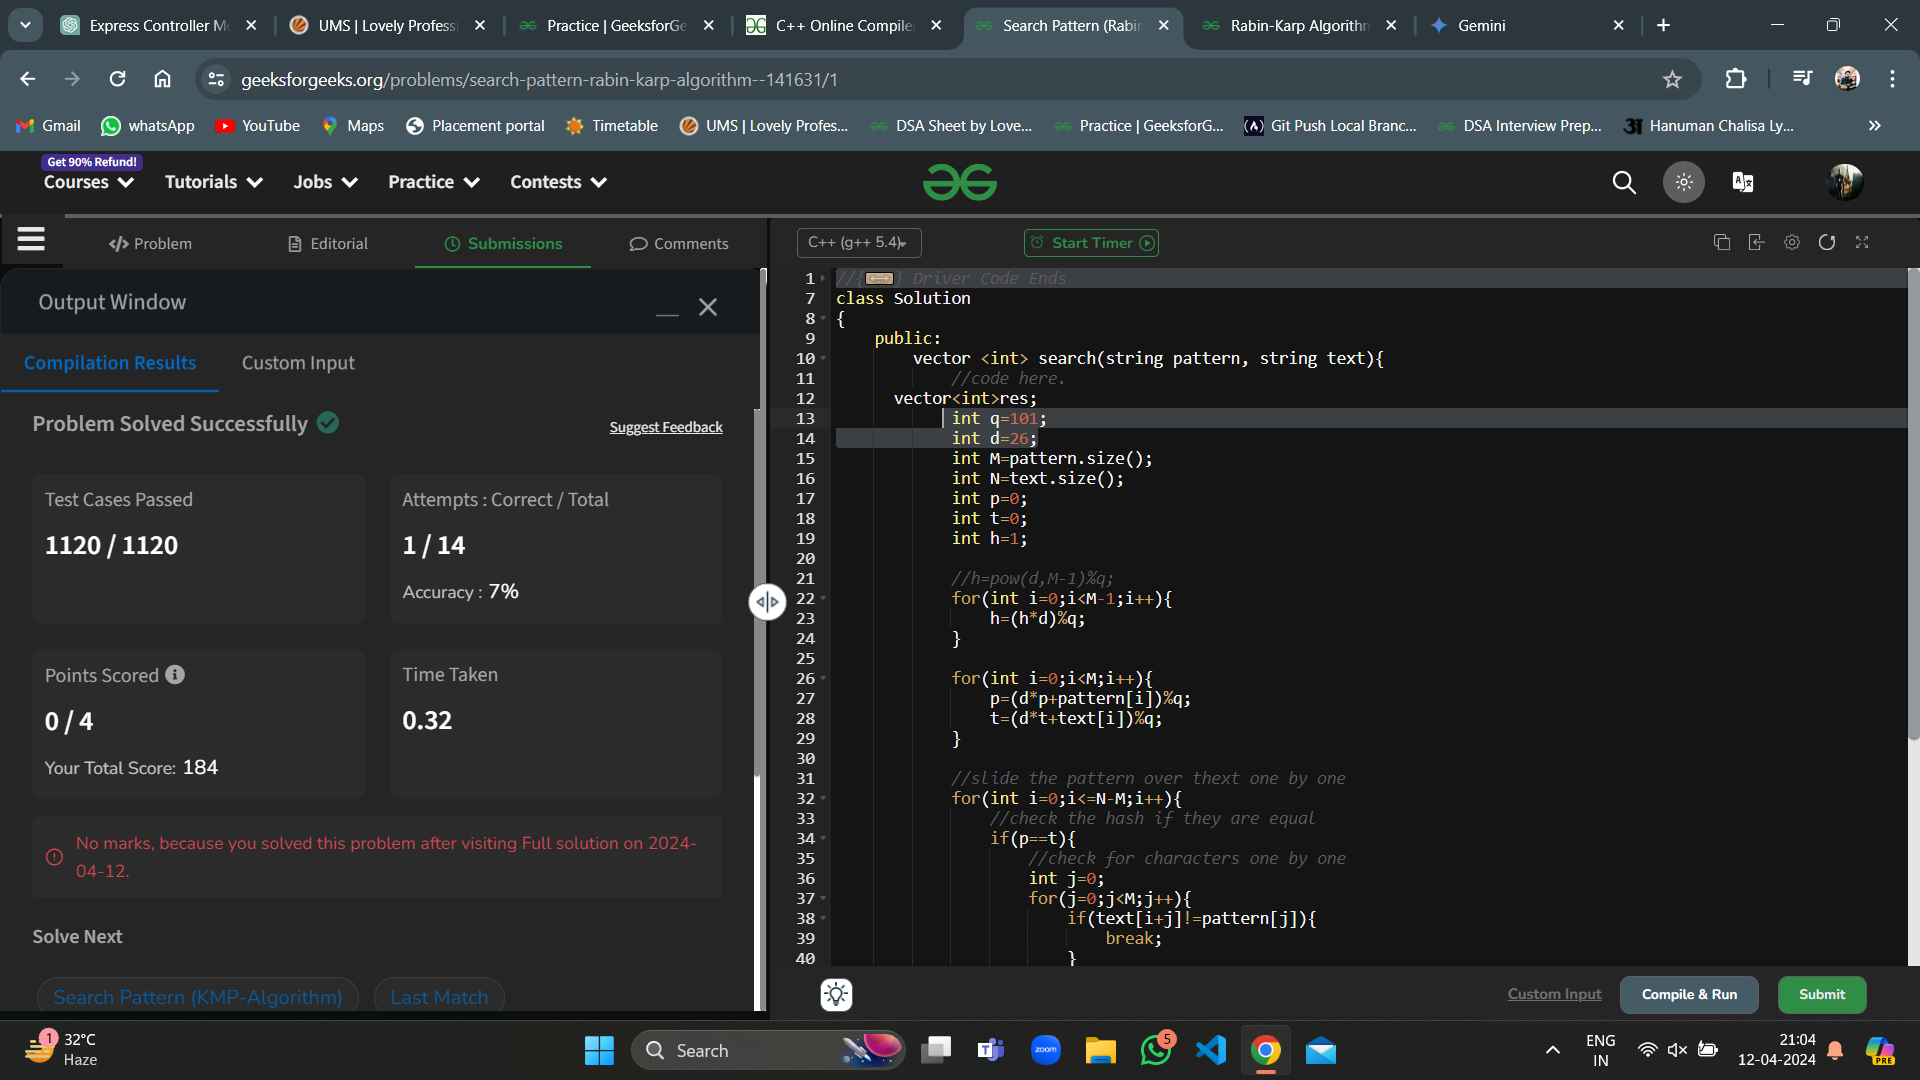 Express Controller M
UMS | Lovely Profess
Practice | GeeksforGe
C++ Online Compiler
Search Pattern (Rabin
Rabin-Karp Algorithm
Gemini
geeksforgeeks.org/problems/search-pattern-rabin-karp-algorithm--141631/1
Gmail
whatsApp
YouTube
Maps
Placement portal
Timetable
UMS | Lovely Profes...
DSA Sheet by Love...
Practice | GeeksforG...
Git Push Local Branc...
DSA Interview Prep...
Hanuman Chalisa Ly...
Get 90% Refund!
Courses
Tutorials
Jobs
Practice
Contests
Problem
Editorial
Submissions
Comments
C++ (g++ 5.4)
Start Timer
Output Window
Compilation Results
Custom Input
Problem Solved Successfully
Suggest Feedback
Test Cases Passed
1120 / 1120
Attempts : Correct / Total
1 / 14
Accuracy : 7%
Points Scored
0 / 4
Your Total Score: 184
Time Taken
0.32
No marks, because you solved this problem after visiting Full solution on 2024-
04-12.
Solve Next
Search Pattern (KMP-Algorithm)
Last Match
1 //{ } Driver Code Ends
7 class Solution
8 {
9 public:
10 vector <int> search(string pattern, string text){
11 //code here.
12 vector<int>res;
13 int q=101;
14 int d=26;
15 int M=pattern.size();
16 int N=text.size();
17 int p=0;
18 int t=0;
19 int h=1;
20
21 //h=pow(d,M-1)%q;
22 for(int i=0;i<M-1;i++){
23 h=(h*d)%q;
24 }
25
26 for(int i=0;i<M;i++){
27 p=(d*p+pattern[i])%q;
28 t=(d*t+text[i])%q;
29 }
30
31 //slide the pattern over thext one by one
32 for(int i=0;i<=N-M;i++){
33 //check the hash if they are equal
34 if(p==t){
35 //check for characters one by one
36 int j=0;
37 for(j=0;j<M;j++){
38 if(text[i+j]!=pattern[j]){
39 break;
40 }
Custom Input
Compile & Run
Submit
1
32°C
Haze
Search
zoom
5
ENG
IN
21:04
12-04-2024
PRE